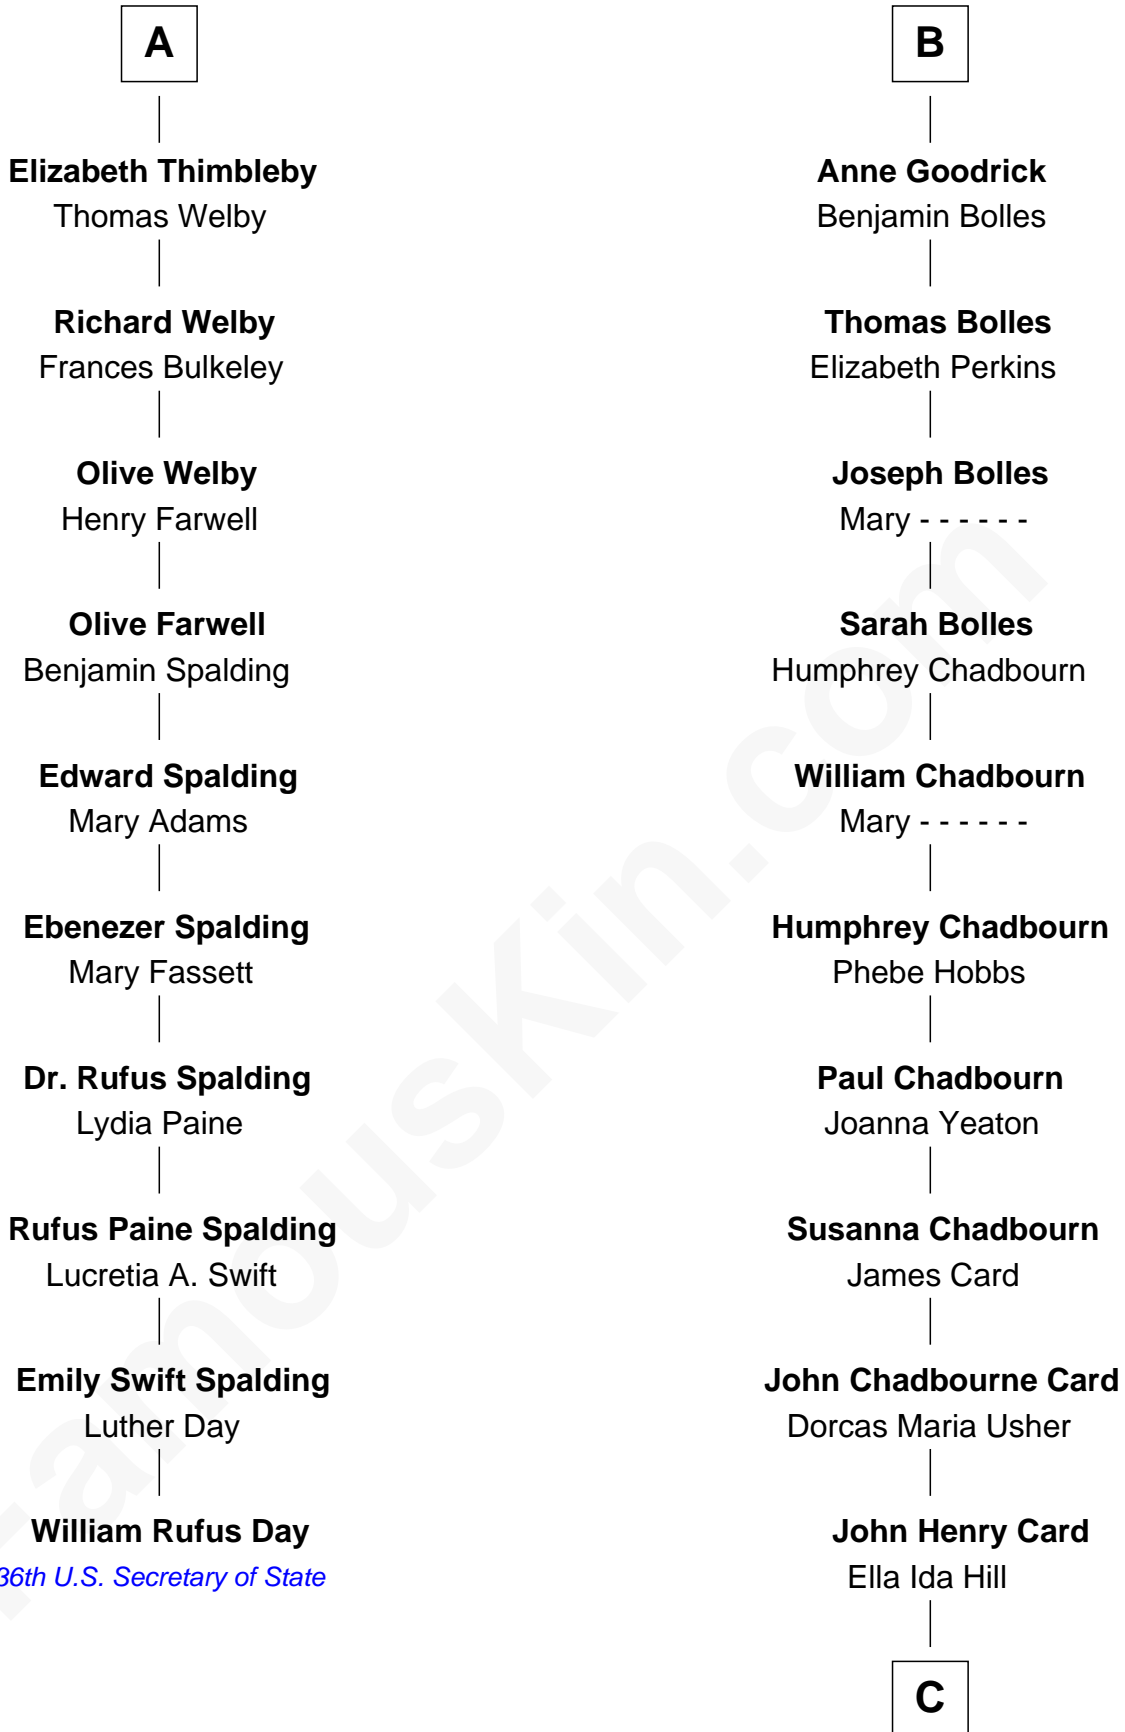 A
Elizabeth Thimbleby
Thomas Welby
Richard Welby
Frances Bulkeley
Olive Welby
Henry Farwell
Olive Farwell
Benjamin Spalding
Edward Spalding
Mary Adams
Ebenezer Spalding
Mary Fassett
Dr. Rufus Spalding
Lydia Paine
Rufus Paine Spalding
Lucretia A. Swift
Emily Swift Spalding
Luther Day
William Rufus Day
36th U.S. Secretary of State
B
Anne Goodrick
Benjamin Bolles
Thomas Bolles
Elizabeth Perkins
Joseph Bolles
Mary - - - - - -
Sarah Bolles
Humphrey Chadbourn
William Chadbourn
Mary - - - - - -
Humphrey Chadbourn
Phebe Hobbs
Paul Chadbourn
Joanna Yeaton
Susanna Chadbourn
James Card
John Chadbourne Card
Dorcas Maria Usher
John Henry Card
Ella Ida Hill
C
FamousKin.com